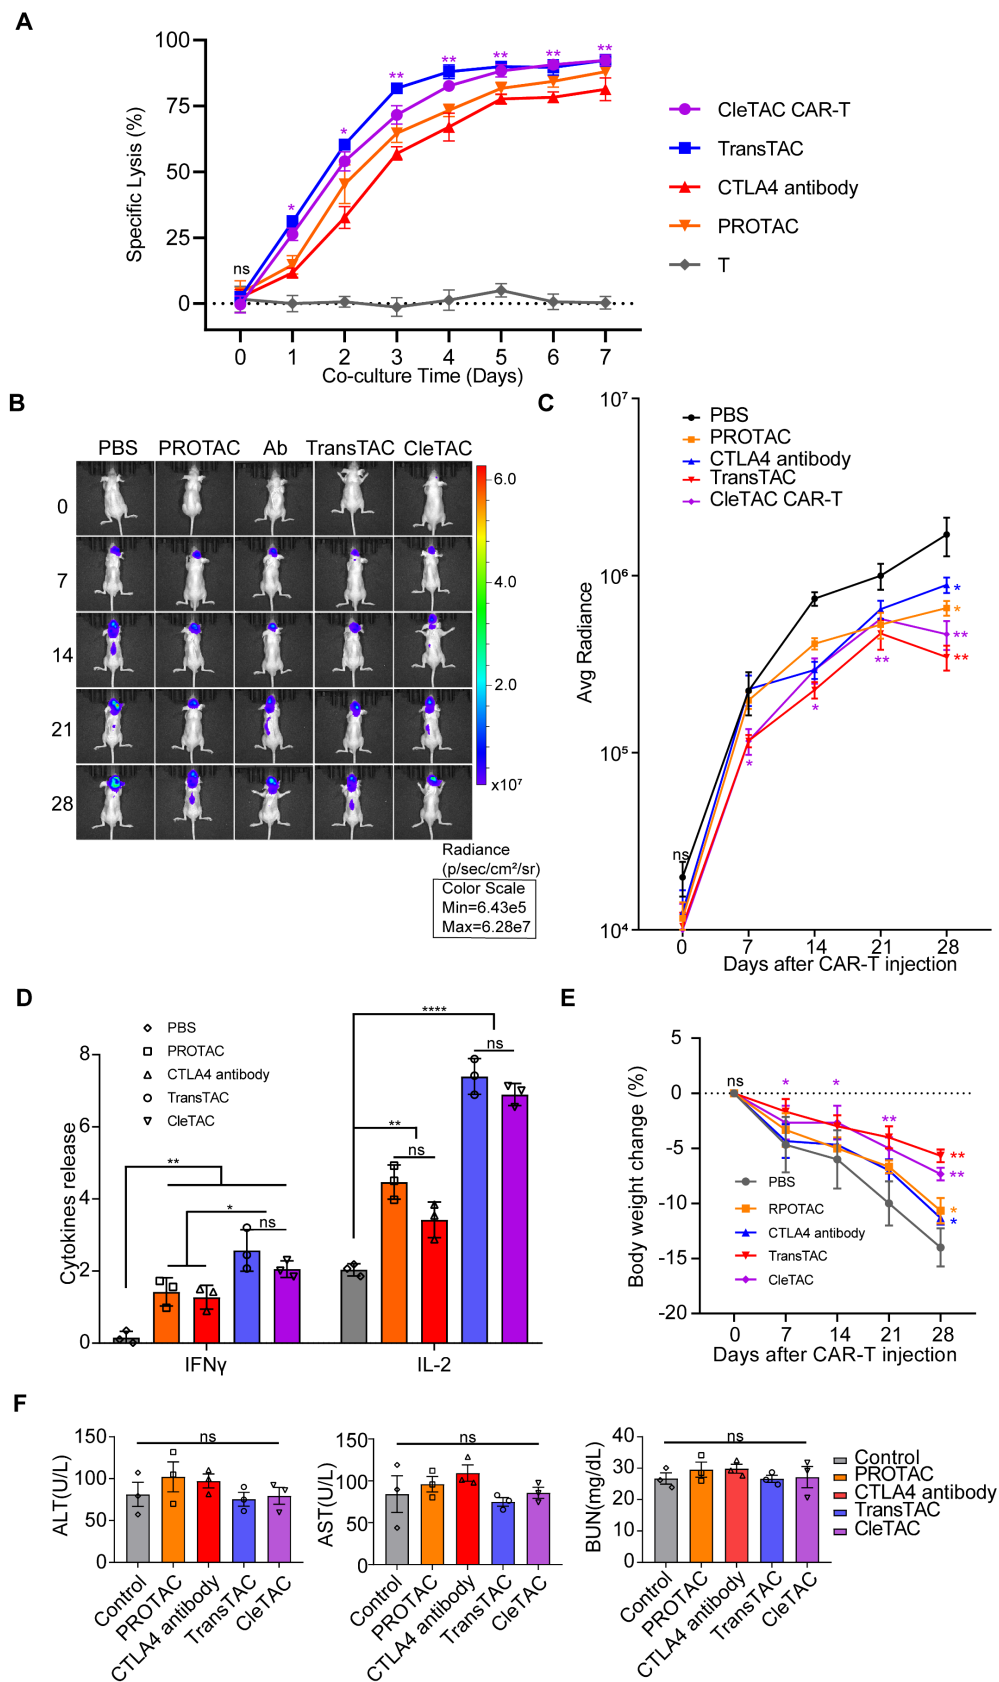 A
100
75
50
25
0
Specific Lysis (%)
ns
*
*
**
**
**
**
**
0 1 2 3 4 5 6 7
Co-culture Time (Days)
CleTAC CAR-T
TransTAC
CTLA4 antibody
PROTAC
T
B
PBS PROTAC Ab TransTAC CleTAC
0
7
14
21
28
6.0
4.0
2.0
x10⁷
Radiance
(p/sec/cm²/sr)
Color Scale
Min=6.43e5
Max=6.28e7
C
10⁷
10⁶
10⁵
10⁴
Avg Radiance
PBS
PROTAC
CTLA4 antibody
TransTAC
CleTAC CAR-T
ns
*
*
**
*
*
**
**
0 7 14 21 28
Days after CAR-T injection
D
PBS
PROTAC
CTLA4 antibody
TransTAC
CleTAC
8
6
4
2
0
Cytokines release
**
*
ns
****
**
ns
ns
IFNγ IL-2
E
5
0
-5
-10
-15
-20
Body weight change (%)
ns
*
*
**
**
**
*
*
PBS
RPOTAC
CTLA4 antibody
TransTAC
CleTAC
0 7 14 21 28
Days after CAR-T injection
F
150
100
50
0
ALT(U/L)
ns
Control PROTAC CTLA4 antibody TransTAC CleTAC
150
100
50
0
AST(U/L)
ns
Control PROTAC CTLA4 antibody TransTAC CleTAC
40
30
20
10
0
BUN(mg/dL)
ns
Control PROTAC CTLA4 antibody TransTAC CleTAC
Control
PROTAC
CTLA4 antibody
TransTAC
CleTAC